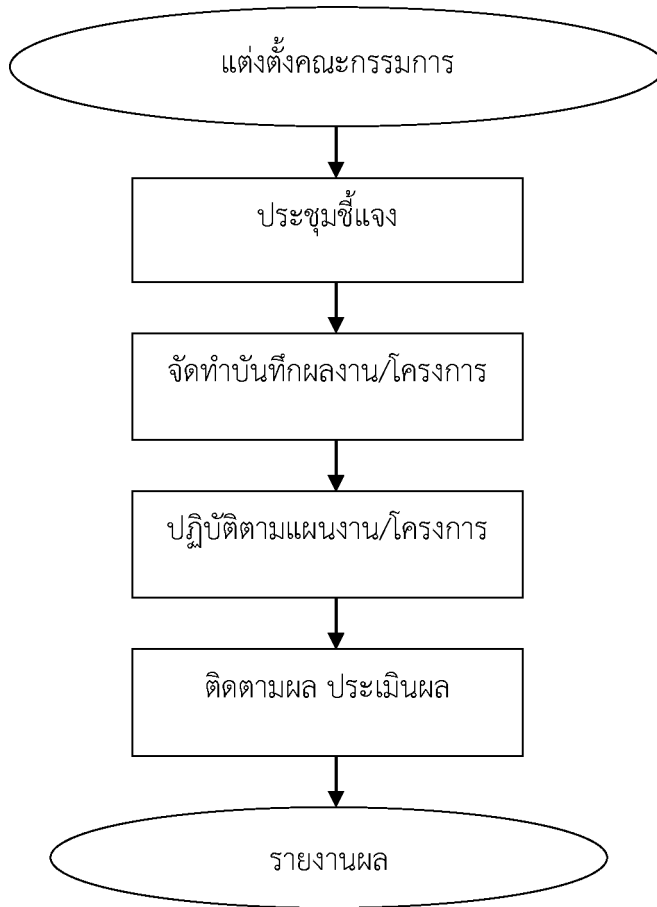 แต่งตั้งคณะกรรมการ
ประชุมชี้แจง
จัดทำบันทึกผลงาน/โครงการ
ปฏิบัติตามแผนงาน/โครงการ
ติดตามผล ประเมินผล
รายงานผล